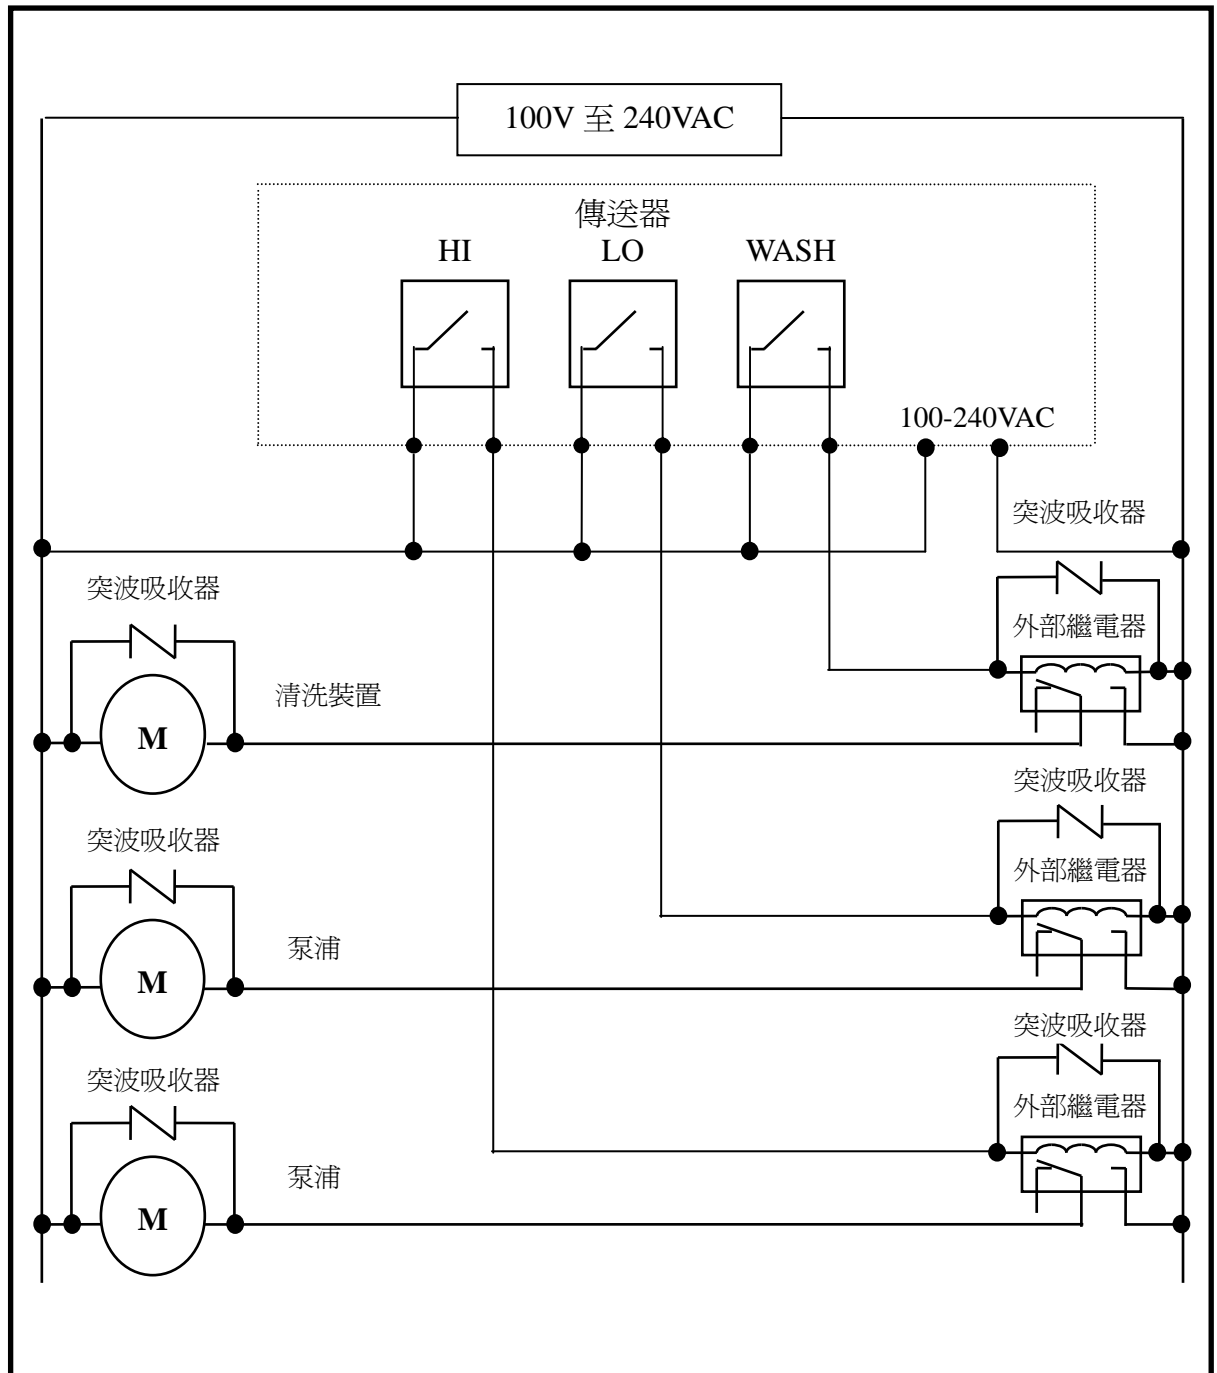 100V 至 240VAC
傳送器
HI LO WASH
100-240VAC
突波吸收器
突波吸收器
外部繼電器
清洗裝置
M
突波吸收器
突波吸收器
外部繼電器
泵浦
M
突波吸收器
突波吸收器
外部繼電器
泵浦
M